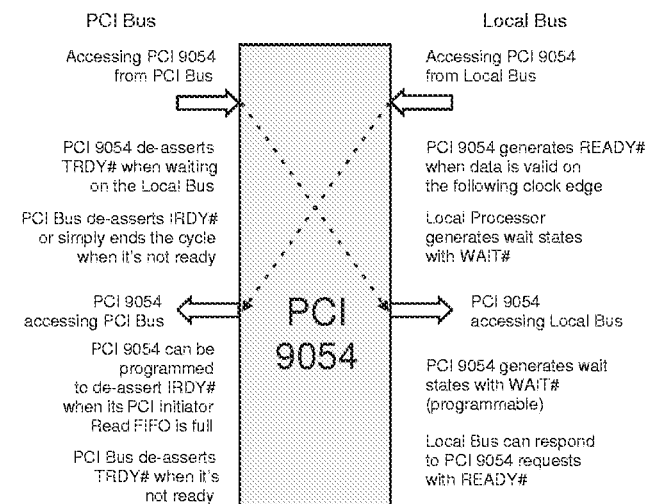 PCI Bus
Local Bus
Accessing PCI 9054
from PCI Bus
Accessing PCI 9054
from Local Bus
PCI 9054 de-asserts
TRDY# when waiting
on the Local Bus
PCI 9054 generates READY#
when data is valid on
the following clock edge
PCI Bus de-asserts IRDY#
or simply ends the cycle
when it's not ready
Local Processor
generates wait states
with WAIT#
PCI 9054
accessing PCI Bus
PCI
9054
PCI 9054
accessing Local Bus
PCI 9054 can be
programmed
to de-assert IRDY#
when its PCI Initiator
Read FIFO is full
PCI 9054 generates wait
states with WAIT#
(programmable)
PCI Bus de-asserts
TRDY# when it's
not ready
Local Bus can respond
to PCI 9054 requests
with READY#